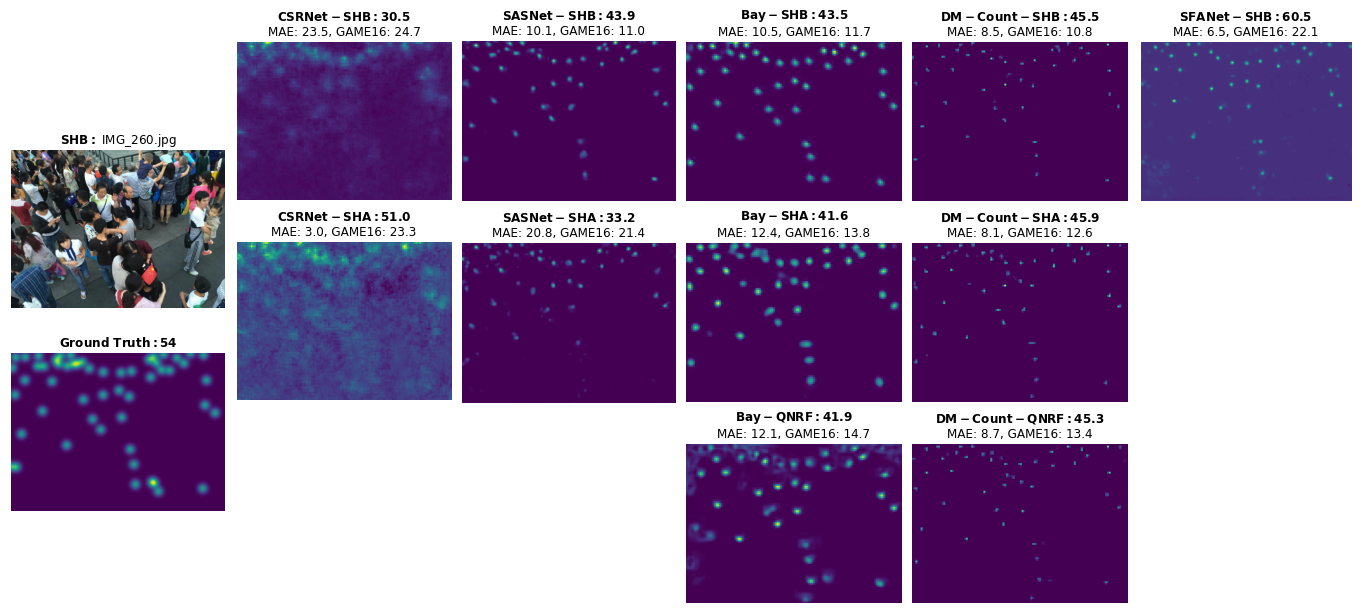 SHB: IMG_260.jpg
Ground Truth: 54
CSRNet-SHB: 30.5
MAE: 23.5, GAME16: 24.7
SASNet-SHB: 43.9
MAE: 10.1, GAME16: 11.0
Bay-SHB: 43.5
MAE: 10.5, GAME16: 11.7
DM-Count-SHB: 45.5
MAE: 8.5, GAME16: 10.8
SFANet-SHB: 60.5
MAE: 6.5, GAME16: 22.1
CSRNet-SHA: 51.0
MAE: 3.0, GAME16: 23.3
SASNet-SHA: 33.2
MAE: 20.8, GAME16: 21.4
Bay-SHA: 41.6
MAE: 12.4, GAME16: 13.8
DM-Count-SHA: 45.9
MAE: 8.1, GAME16: 12.6
Bay-QNRF: 41.9
MAE: 12.1, GAME16: 14.7
DM-Count-QNRF: 45.3
MAE: 8.7, GAME16: 13.4